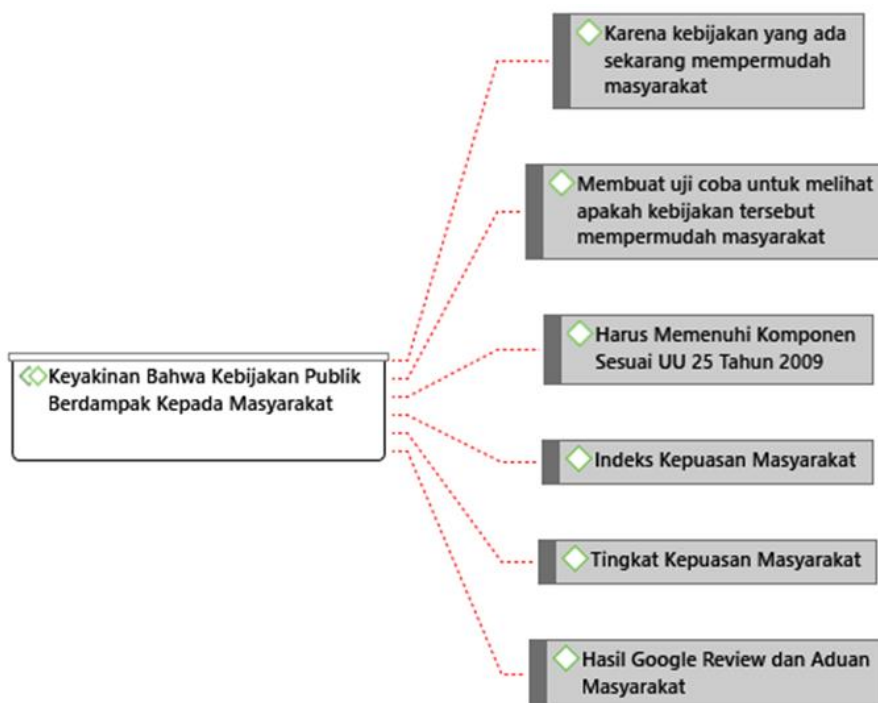 Karena kebijakan yang ada
sekarang mempermudah
masyarakat
Membuat uji coba untuk melihat
apakah kebijakan tersebut
mempermudah masyarakat
Harus Memenuhi Komponen
Sesuai UU 25 Tahun 2009
Keyakinan Bahwa Kebijakan Publik
Berdampak Kepada Masyarakat
Indeks Kepuasan Masyarakat
Tingkat Kepuasan Masyarakat
Hasil Google Review dan Aduan
Masyarakat